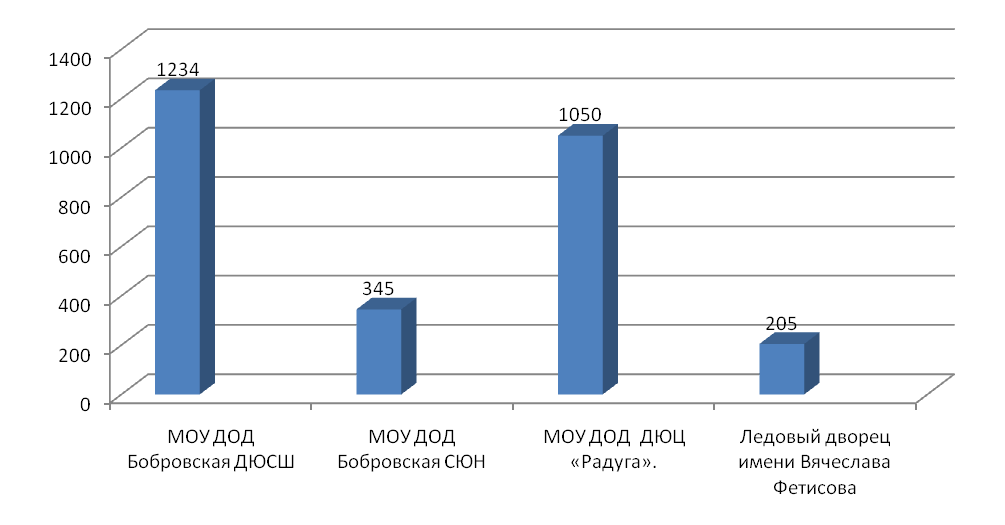 1400
1200
1000
800
600
400
200
0
1234
345
1050
205
МОУ ДОД
Бобровская ДЮСШ
МОУ ДОД
Бобровская СЮН
МОУ ДОД ДЮЦ
«Радуга».
Ледовый дворец
имени Вячеслава
Фетисова